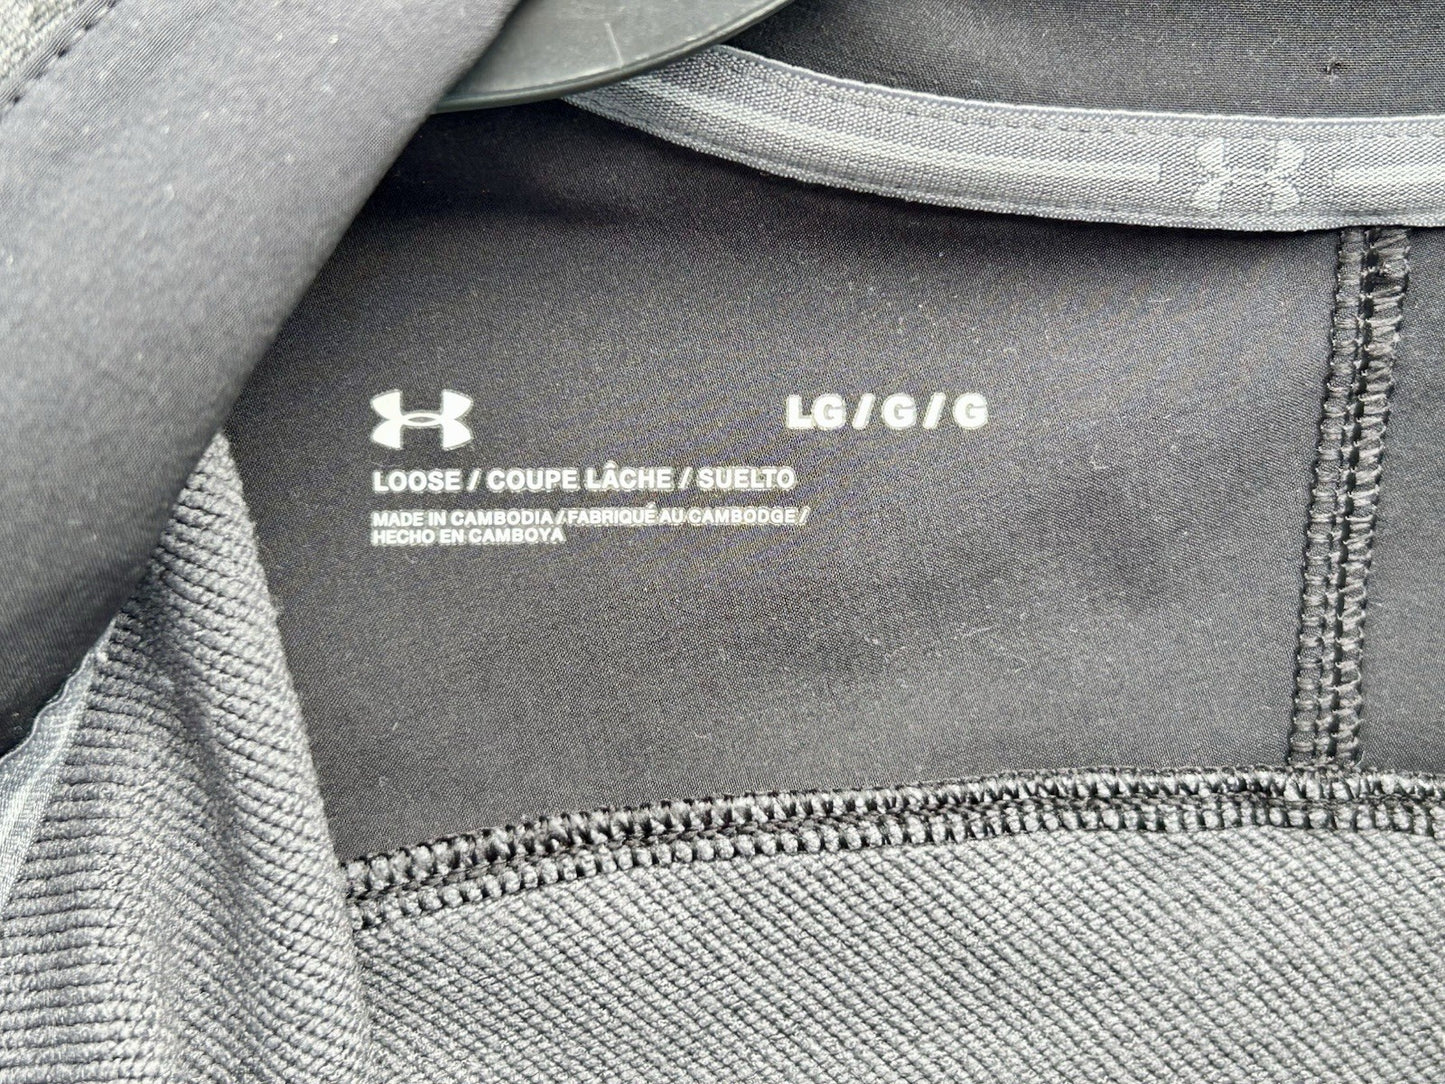 LG / G / G
LOOSE / COUPE LÂCHE / SUELTO
MADE IN CAMBODIA / FABRIQUÉ AU CAMBODGE /
HECHO EN CAMBOYA